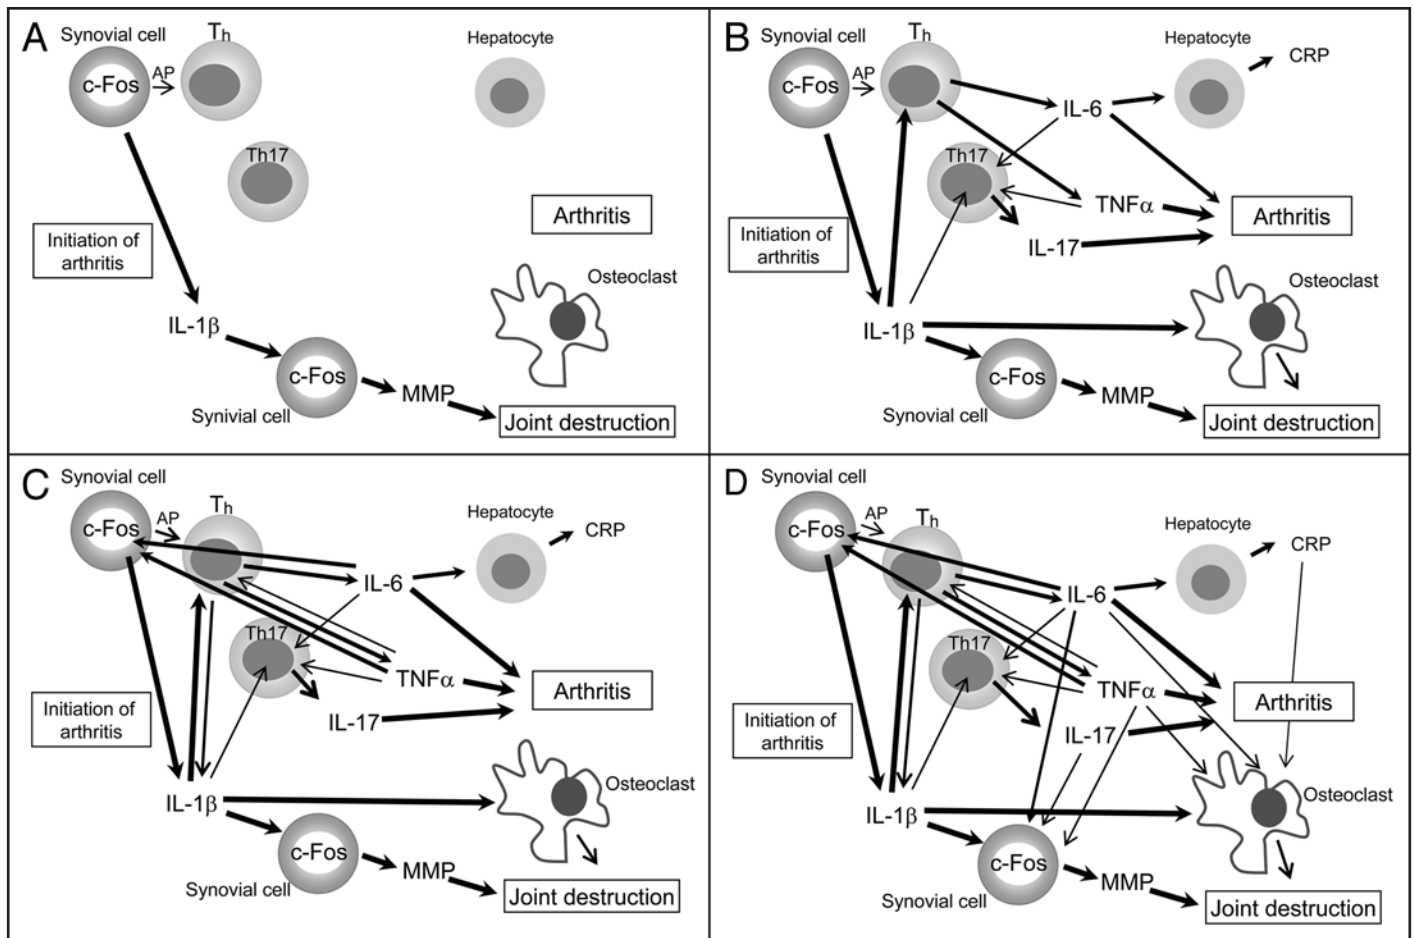 A
Synovial cell
Th
Hepatocyte
c-Fos
AP
Th17
Arthritis
Initiation of
arthritis
Osteoclast
IL-1β
c-Fos
MMP
Synivial cell
Joint destruction
B
Synovial cell
Th
Hepatocyte
CRP
c-Fos
AP
IL-6
Th17
TNFα
Arthritis
Initiation of
arthritis
IL-17
Osteoclast
IL-1β
c-Fos
MMP
Synovial cell
Joint destruction
C
Synovial cell
Th
Hepatocyte
CRP
c-Fos
AP
IL-6
Th17
TNFα
Arthritis
Initiation of
arthritis
IL-17
Osteoclast
IL-1β
c-Fos
MMP
Synovial cell
Joint destruction
D
Synovial cell
Th
Hepatocyte
CRP
c-Fos
AP
IL-6
Th17
TNFα
Arthritis
Initiation of
arthritis
IL-17
Osteoclast
IL-1β
c-Fos
MMP
Synovial cell
Joint destruction